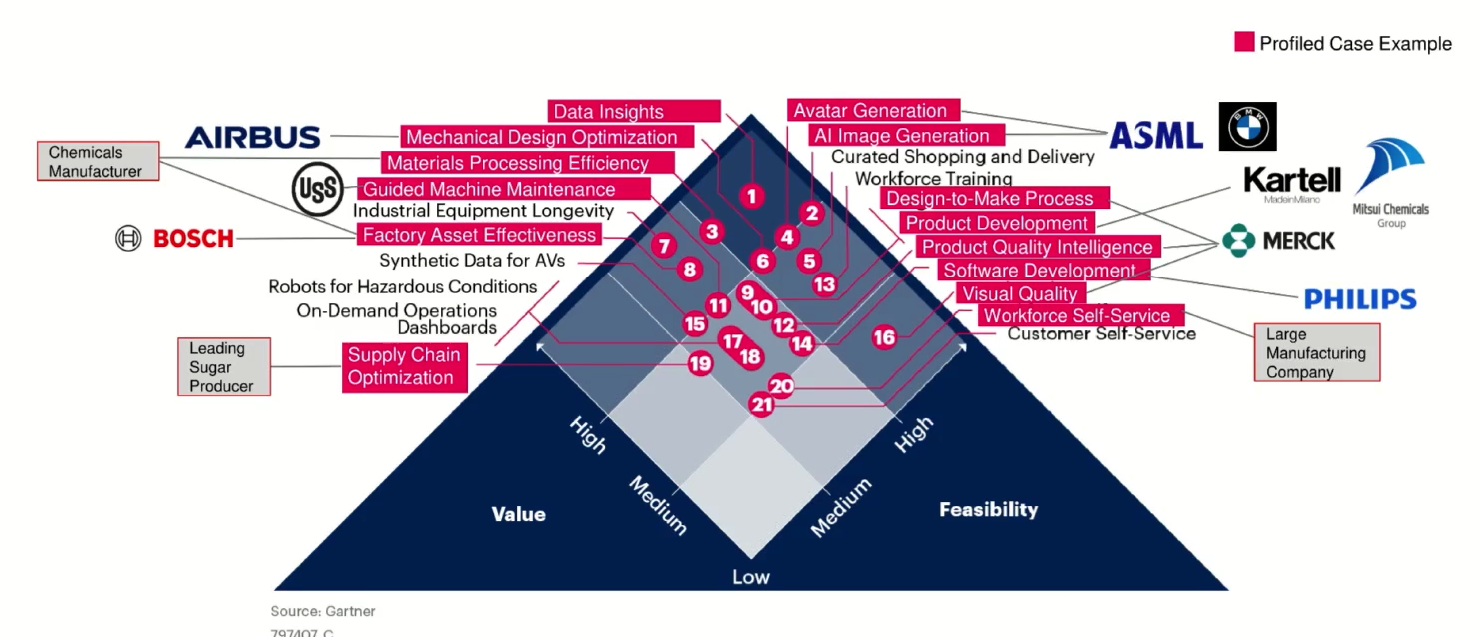 Profiled Case Example
Data Insights
Avatar Generation
AIRBUS
Mechanical Design Optimization
AI Image Generation
ASML
BMW
Chemicals
Manufacturer
Materials Processing Efficiency
Curated Shopping and Delivery
USS
Guided Machine Maintenance
Workforce Training
Kartell
MadeinMilano
Mitsui Chemicals
Group
Industrial Equipment Longevity
Design-to-Make Process
Product Development
BOSCH
Factory Asset Effectiveness
Product Quality Intelligence
MERCK
Synthetic Data for AVs
Software Development
Robots for Hazardous Conditions
Visual Quality
PHILIPS
On-Demand Operations
Dashboards
Workforce Self-Service
Customer Self-Service
Leading
Sugar
Producer
Supply Chain
Optimization
Large
Manufacturing
Company
1
2
3
4
5
6
7
8
9
10
11
12
13
14
15
16
17
18
19
20
21
High
Medium
Low
Medium
High
Value
Feasibility
Source: Gartner
797407_C